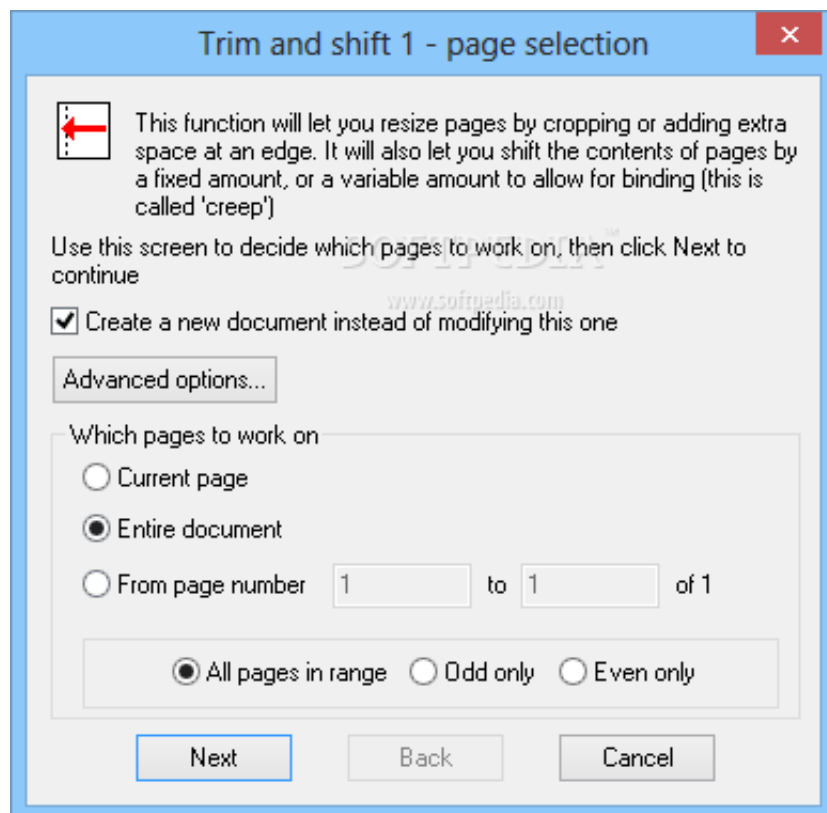 Trim and shift 1 - page selection
This function will let you resize pages by cropping or adding extra
space at an edge. It will also let you shift the contents of pages by
a fixed amount, or a variable amount to allow for binding (this is
called 'creep')
Use this screen to decide which pages to work on, then click Next to
continue
SOFTPEDIA™
www.softpedia.com
Create a new document instead of modifying this one
Advanced options...
Which pages to work on
Current page
Entire document
From page number 1 to 1 of 1
All pages in range Odd only Even only
Next Back Cancel